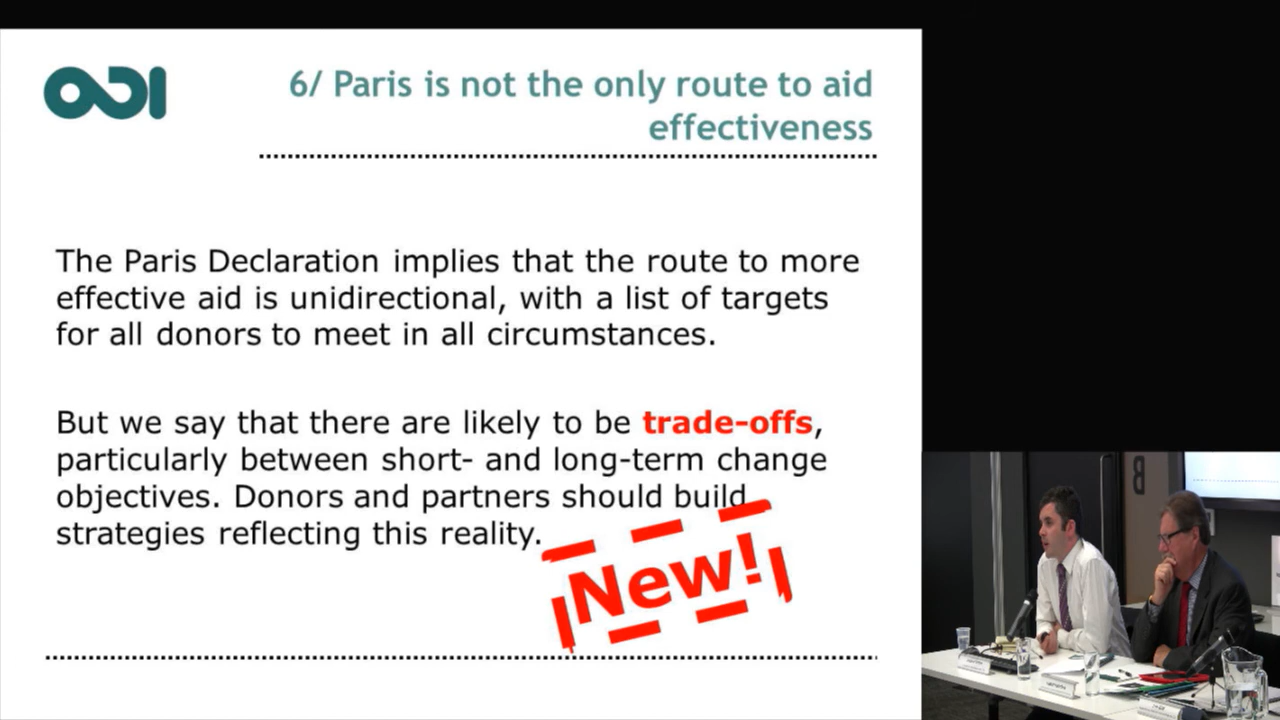 ODI
6/ Paris is not the only route to aid
effectiveness
The Paris Declaration implies that the route to more
effective aid is unidirectional, with a list of targets
for all donors to meet in all circumstances.
But we say that there are likely to be trade-offs,
particularly between short- and long-term change
objectives. Donors and partners should build
strategies reflecting this reality.
New!
B